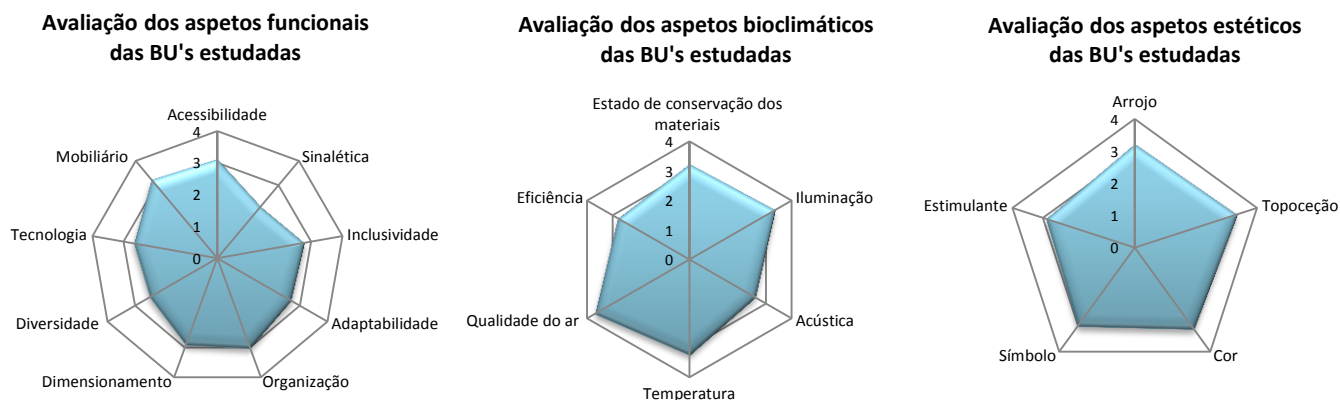 Avaliação dos aspetos funcionais
das BU's estudadas
Acessibilidade
4
3
2
1
0
Sinalética
Inclusividade
Adaptabilidade
Organização
Dimensionamento
Diversidade
Tecnologia
Mobiliário
Avaliação dos aspetos bioclimáticos
das BU's estudadas
Estado de conservação dos
materiais
4
3
2
1
0
Iluminação
Acústica
Temperatura
Qualidade do ar
Eficiência
Avaliação dos aspetos estéticos
das BU's estudadas
Arrojo
4
3
2
1
0
Topoceção
Cor
Símbolo
Estimulante